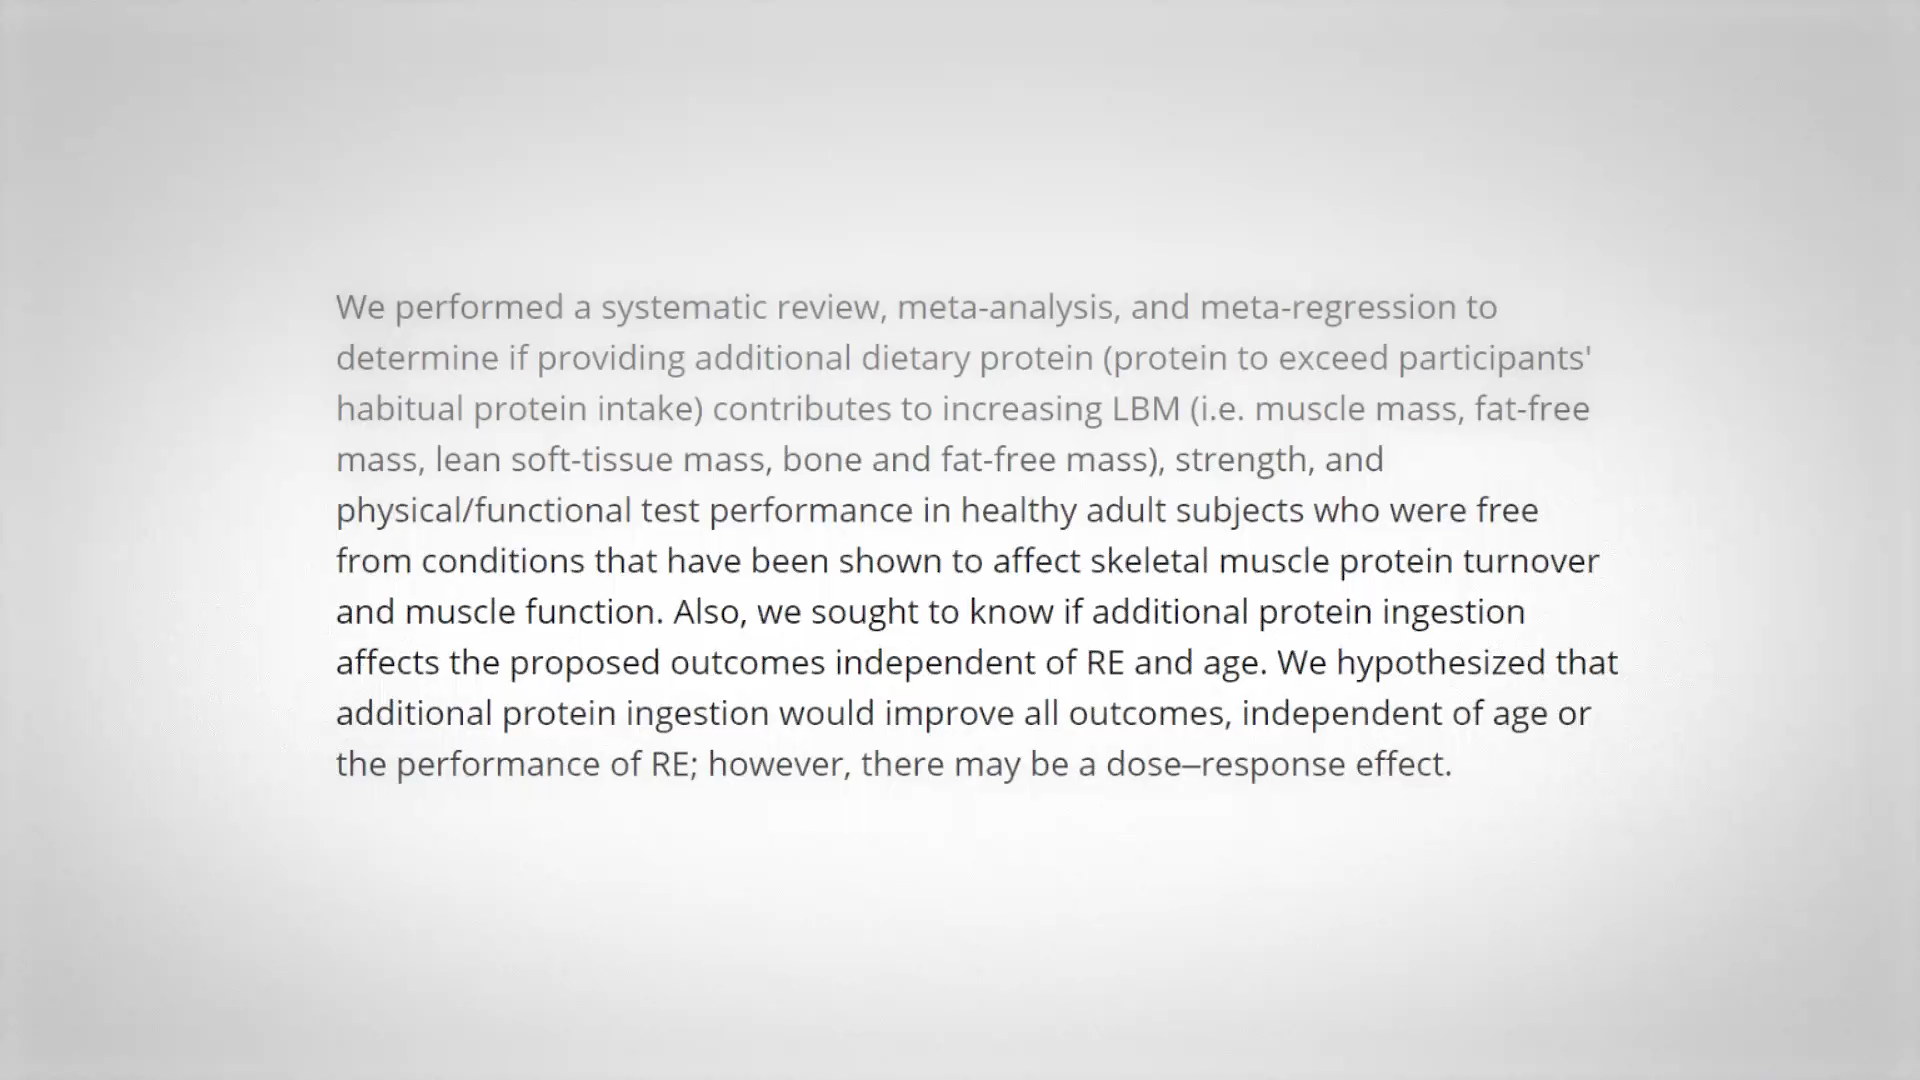 We performed a systematic review, meta-analysis, and meta-regression to
determine if providing additional dietary protein (protein to exceed participants'
habitual protein intake) contributes to increasing LBM (i.e. muscle mass, fat-free
mass, lean soft-tissue mass, bone and fat-free mass), strength, and
physical/functional test performance in healthy adult subjects who were free
from conditions that have been shown to affect skeletal muscle protein turnover
and muscle function. Also, we sought to know if additional protein ingestion
affects the proposed outcomes independent of RE and age. We hypothesized that
additional protein ingestion would improve all outcomes, independent of age or
the performance of RE; however, there may be a dose–response effect.